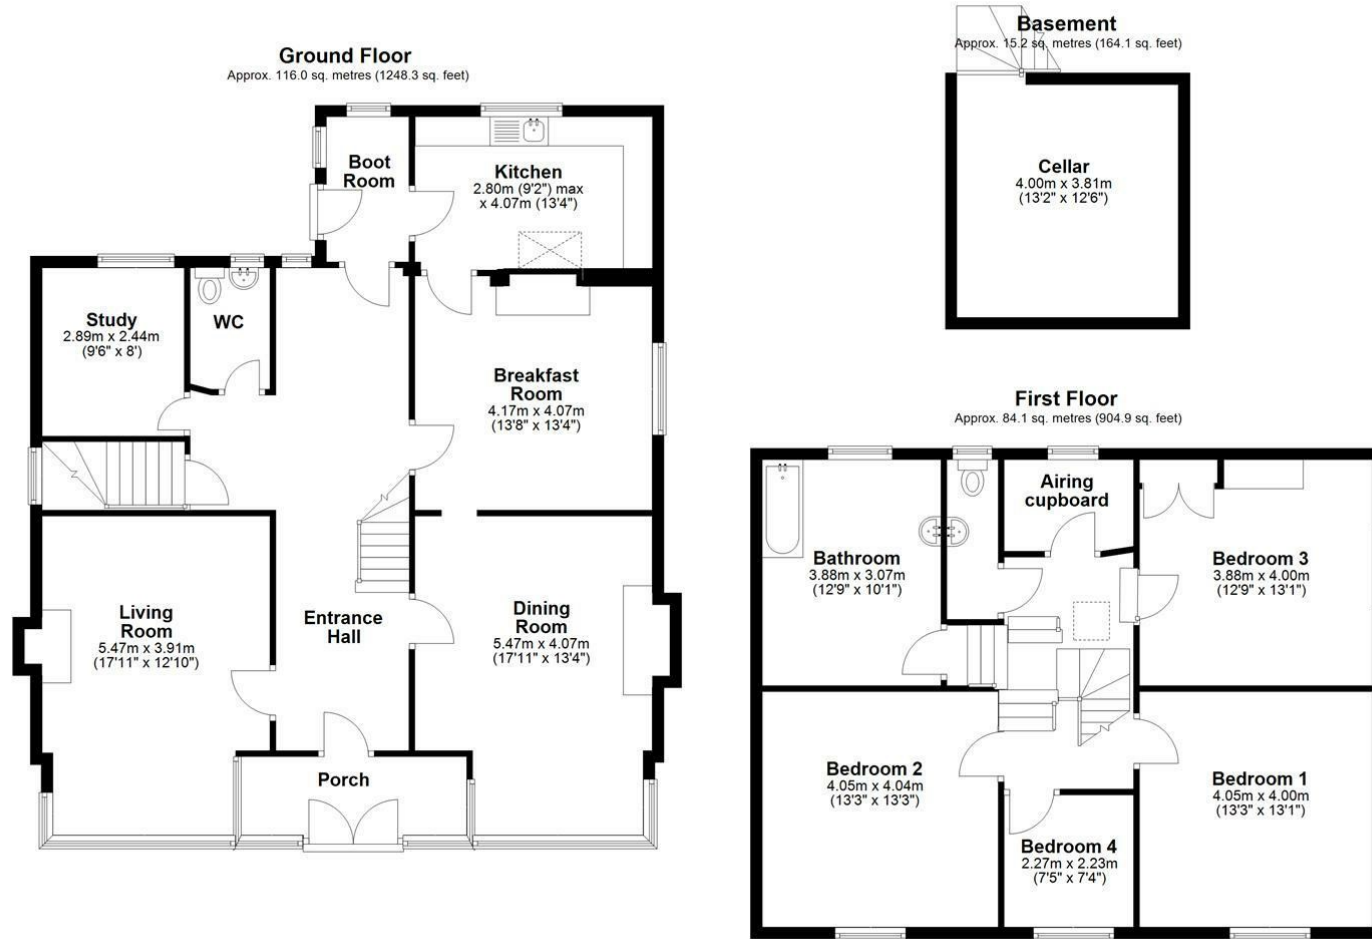 Ground Floor
Approx. 116.0 sq. metres (1248.3 sq. feet)
Boot
Room
Kitchen
2.80m (9'2") max
x 4.07m (13'4")
Study
2.89m x 2.44m
(9'6" x 8')
WC
Breakfast
Room
4.17m x 4.07m
(13'8" x 13'4")
Living
Room
5.47m x 3.91m
(17'11" x 12'10")
Entrance
Hall
Dining
Room
5.47m x 4.07m
(17'11" x 13'4")
Porch
Basement
Approx. 15.2 sq. metres (164.1 sq. feet)
Cellar
4.00m x 3.81m
(13'2" x 12'6")
First Floor
Approx. 84.1 sq. metres (904.9 sq. feet)
Airing
cupboard
Bathroom
3.88m x 3.07m
(12'9" x 10'1")
Bedroom 3
3.88m x 4.00m
(12'9" x 13'1")
Bedroom 2
4.05m x 4.04m
(13'3" x 13'3")
Bedroom 1
4.05m x 4.00m
(13'3" x 13'1")
Bedroom 4
2.27m x 2.23m
(7'5" x 7'4")